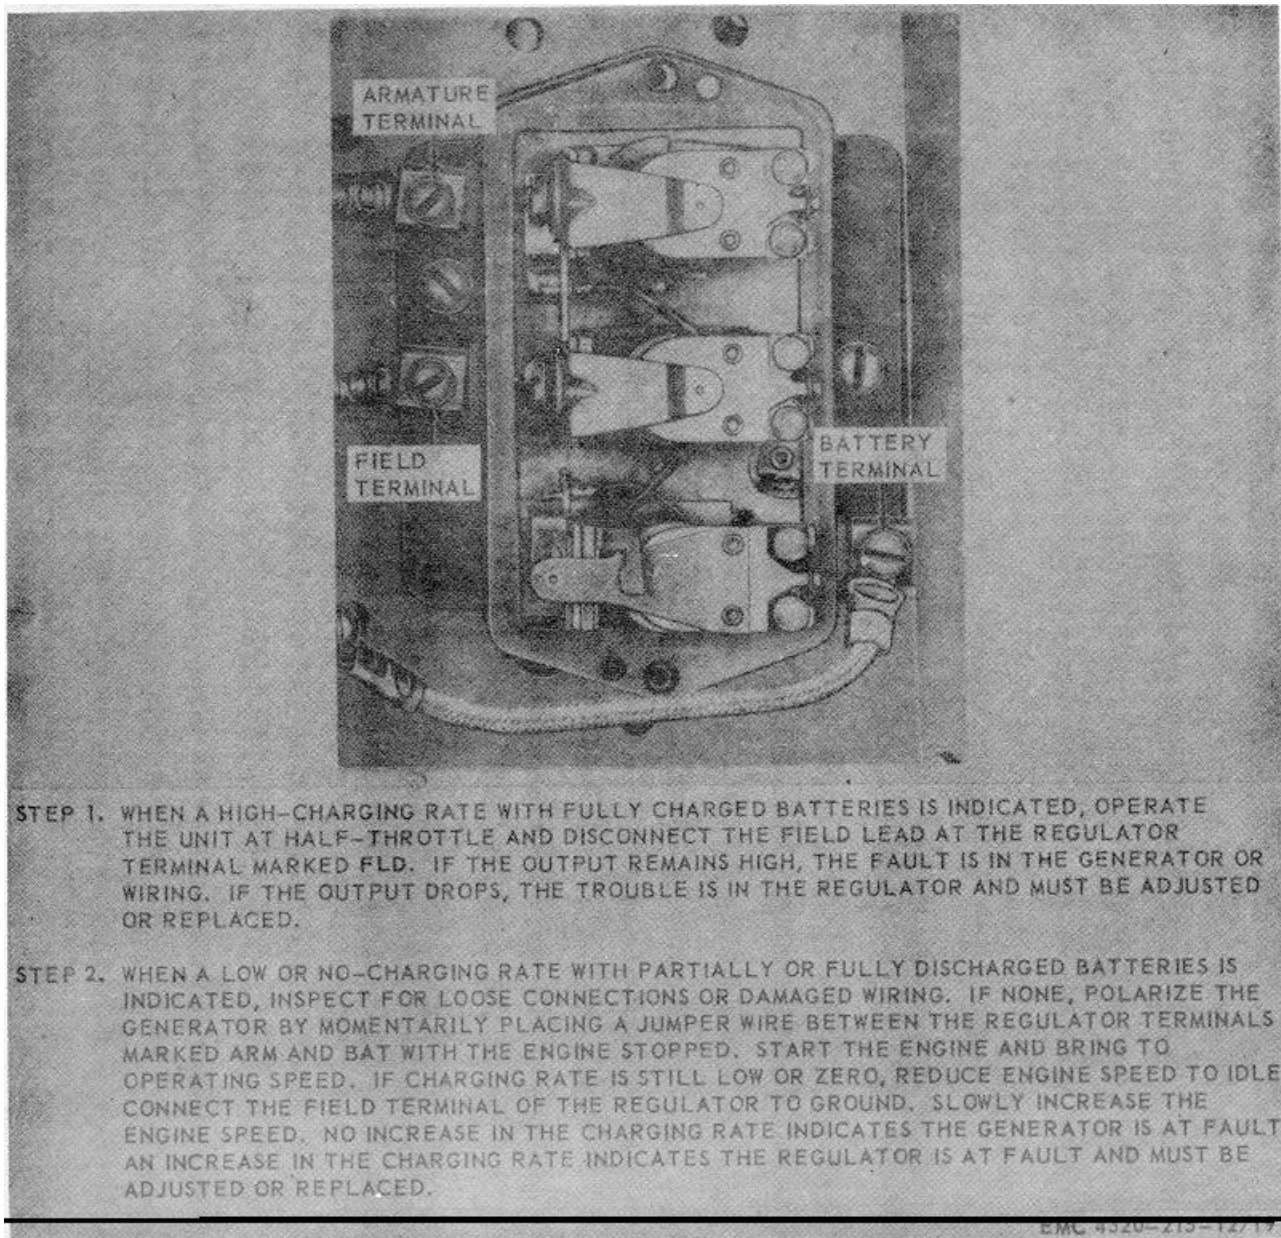 ARMATURE
TERMINAL
FIELD
TERMINAL
BATTERY
TERMINAL
STEP 1. WHEN A HIGH-CHARGING RATE WITH FULLY CHARGED BATTERIES IS INDICATED, OPERATE
THE UNIT AT HALF-THROTTLE AND DISCONNECT THE FIELD LEAD AT THE REGULATOR
TERMINAL MARKED FLD. IF THE OUTPUT REMAINS HIGH, THE FAULT IS IN THE GENERATOR OR
WIRING. IF THE OUTPUT DROPS, THE TROUBLE IS IN THE REGULATOR AND MUST BE ADJUSTED
OR REPLACED.
STEP 2. WHEN A LOW OR NO-CHARGING RATE WITH PARTIALLY OR FULLY DISCHARGED BATTERIES IS
INDICATED, INSPECT FOR LOOSE CONNECTIONS OR DAMAGED WIRING. IF NONE, POLARIZE THE
GENERATOR BY MOMENTARILY PLACING A JUMPER WIRE BETWEEN THE REGULATOR TERMINALS
MARKED ARM AND BAT WITH THE ENGINE STOPPED. START THE ENGINE AND BRING TO
OPERATING SPEED. IF CHARGING RATE IS STILL LOW OR ZERO, REDUCE ENGINE SPEED TO IDLE
CONNECT THE FIELD TERMINAL OF THE REGULATOR TO GROUND. SLOWLY INCREASE THE
ENGINE SPEED. NO INCREASE IN THE CHARGING RATE INDICATES THE GENERATOR IS AT FAULT
AN INCREASE IN THE CHARGING RATE INDICATES THE REGULATOR IS AT FAULT AND MUST BE
ADJUSTED OR REPLACED.
EMC 4320-215-12/19